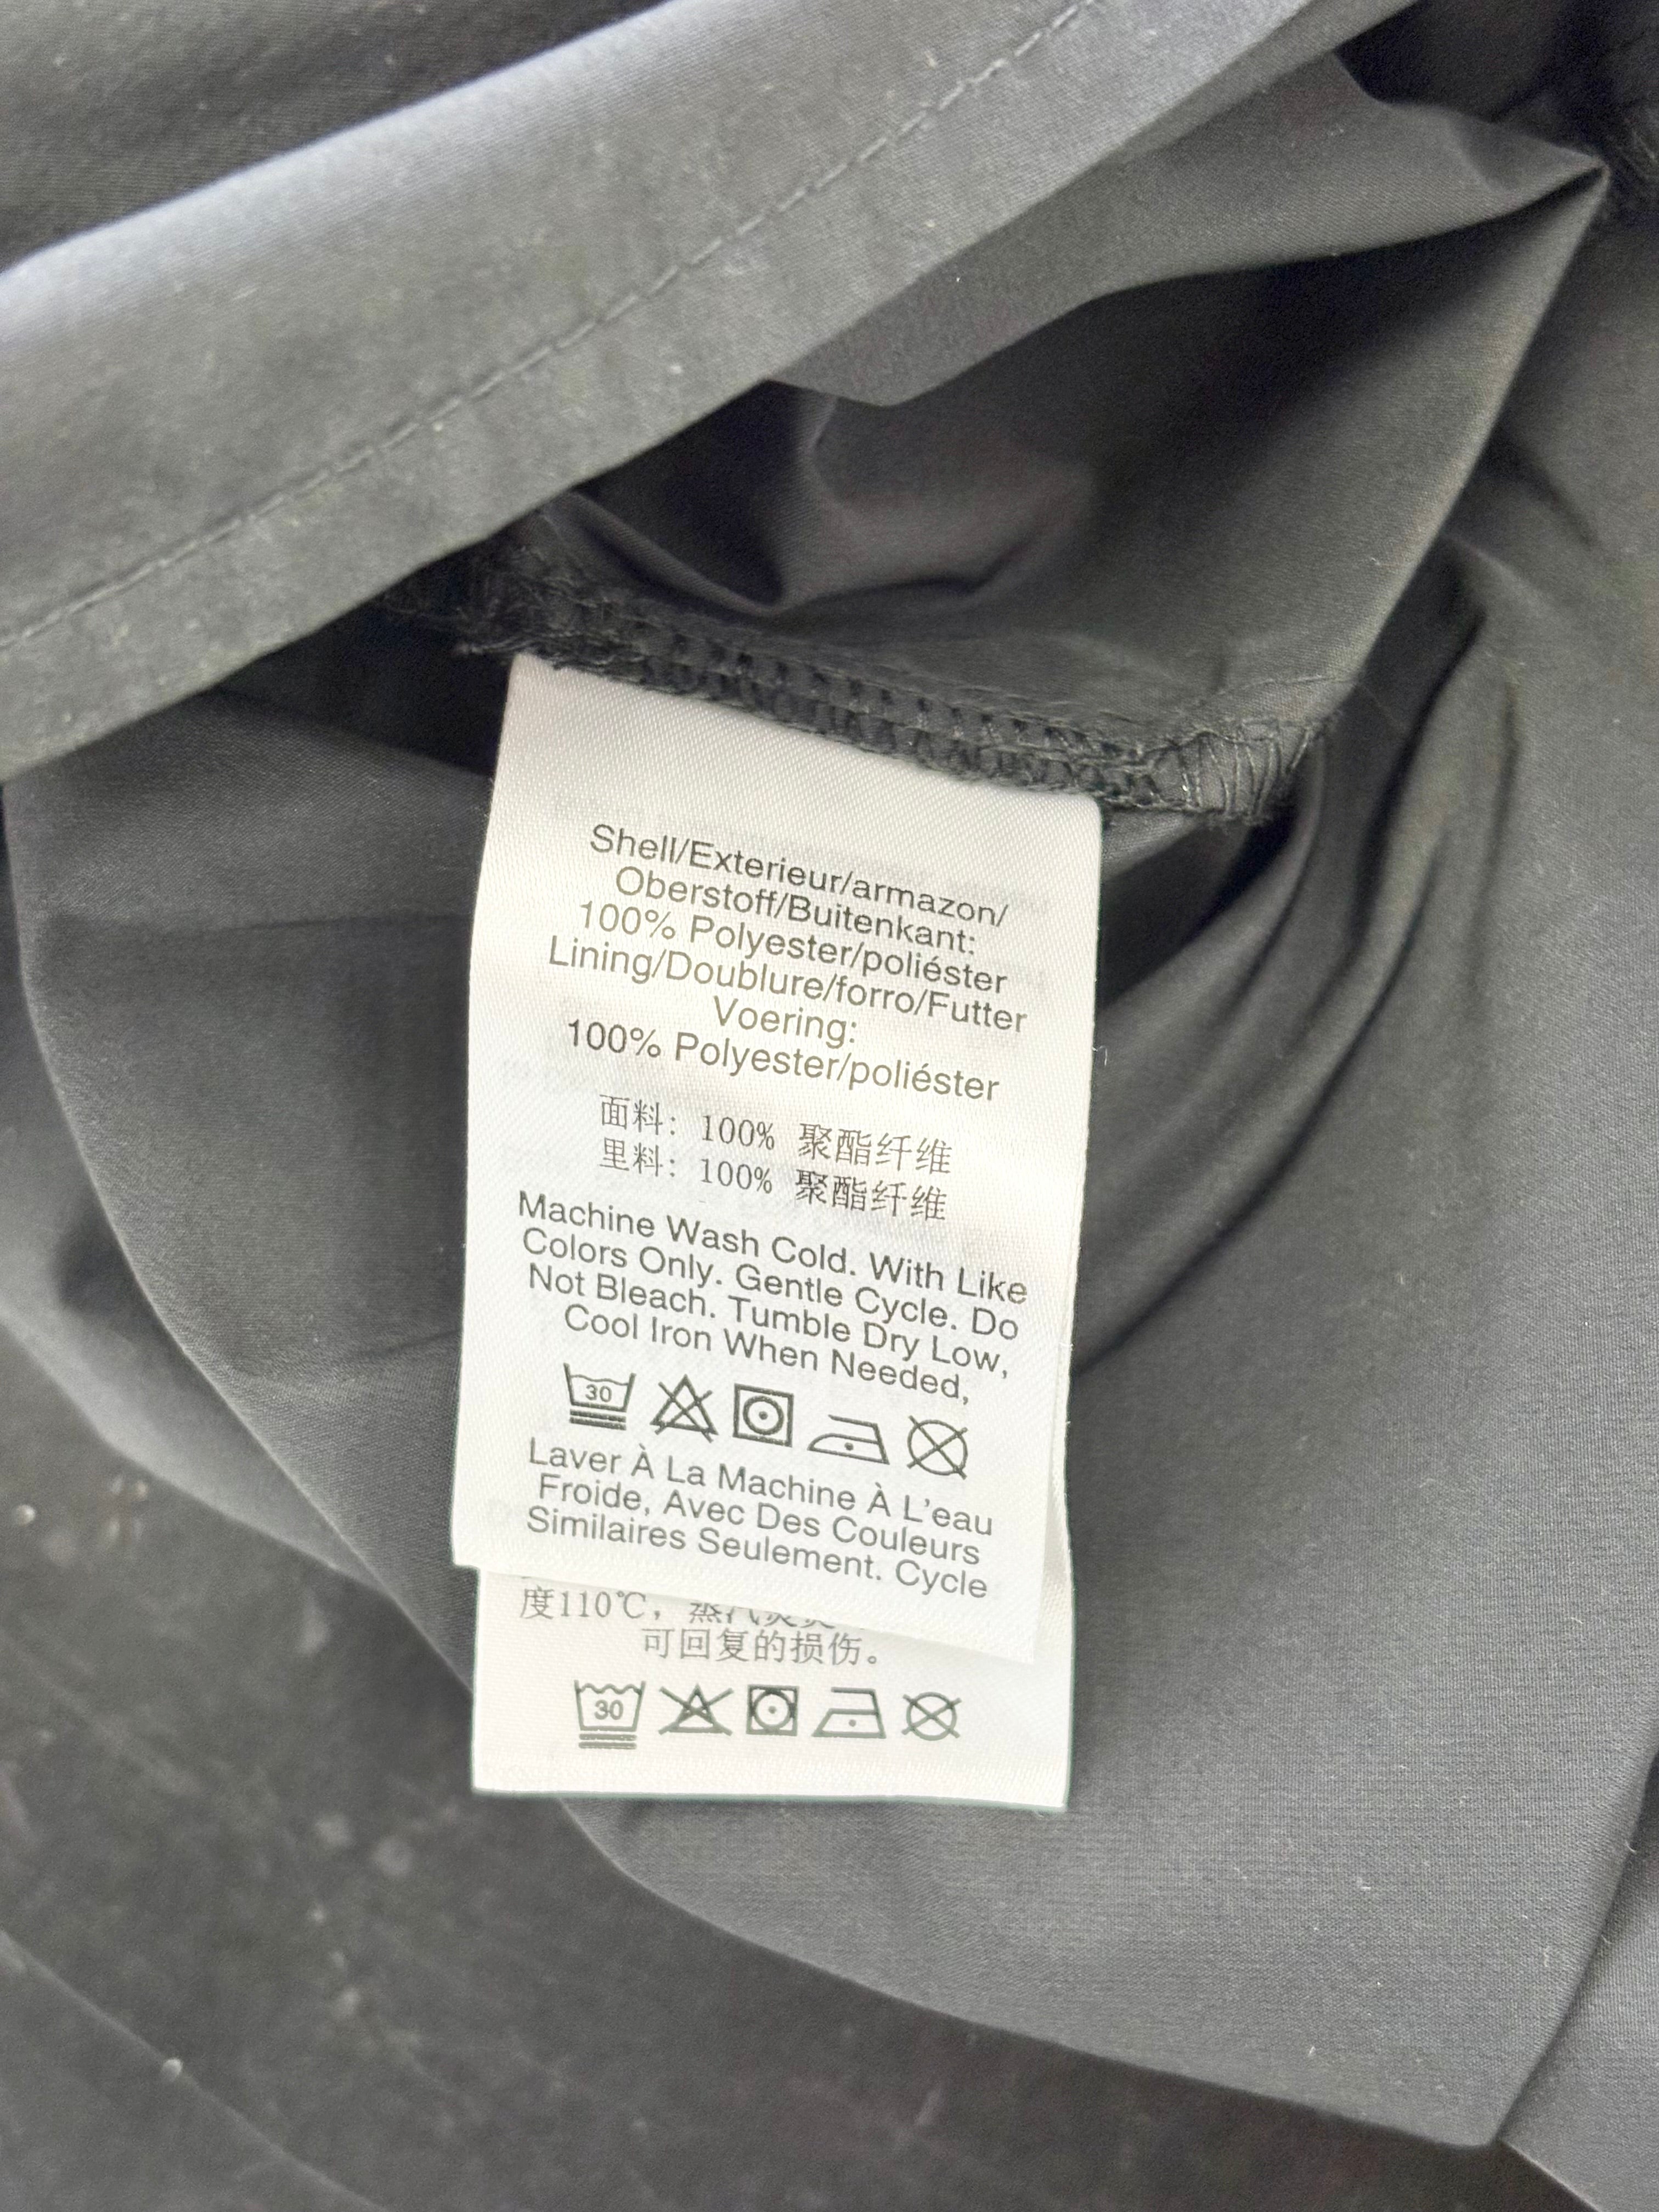 Shell/Exterieur/armazon/
Oberstoff/Buitenkant:
100% Polyester/poliéster
Lining/Doublure/forro/Futter
Voering:
100% Polyester/poliéster
面料: 100% 聚酯纤维
里料: 100% 聚酯纤维
Machine Wash Cold. With Like
Colors Only. Gentle Cycle. Do
Not Bleach. Tumble Dry Low,
Cool Iron When Needed,
30
Laver À La Machine À L'eau
Froide, Avec Des Couleurs
Similaires Seulement. Cycle
度110℃,
可回复的损伤。
30